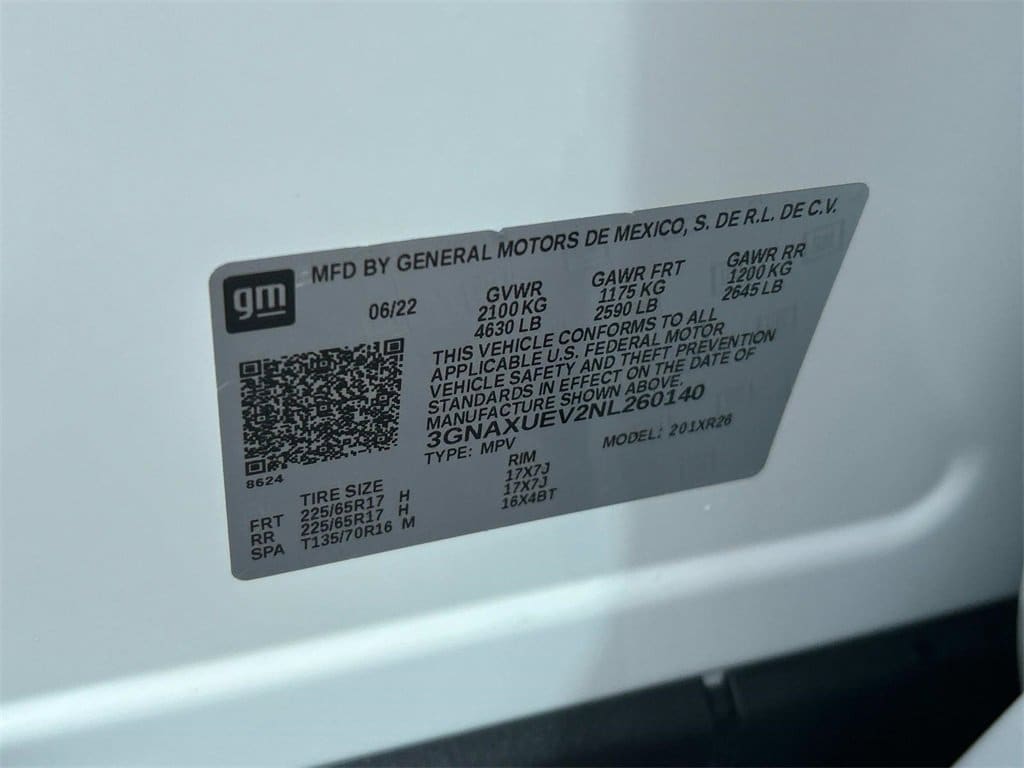 gm
MFD BY GENERAL MOTORS DE MEXICO, S. DE R.L. DE C.V.
06/22
GVWR
2100 KG
4630 LB
GAWR FRT
1175 KG
2590 LB
GAWR RR
1200 KG
2645 LB
THIS VEHICLE CONFORMS TO ALL
APPLICABLE U.S. FEDERAL MOTOR
VEHICLE SAFETY AND THEFT PREVENTION
STANDARDS IN EFFECT ON THE DATE OF
MANUFACTURE SHOWN ABOVE.
3GNAXUEV2NL260140
TYPE: MPV
MODEL: 201XR26
8624
TIRE SIZE
RIM
FRT 225/65R17 H 17X7J
RR 225/65R17 H 17X7J
SPA T135/70R16 M 16X4BT